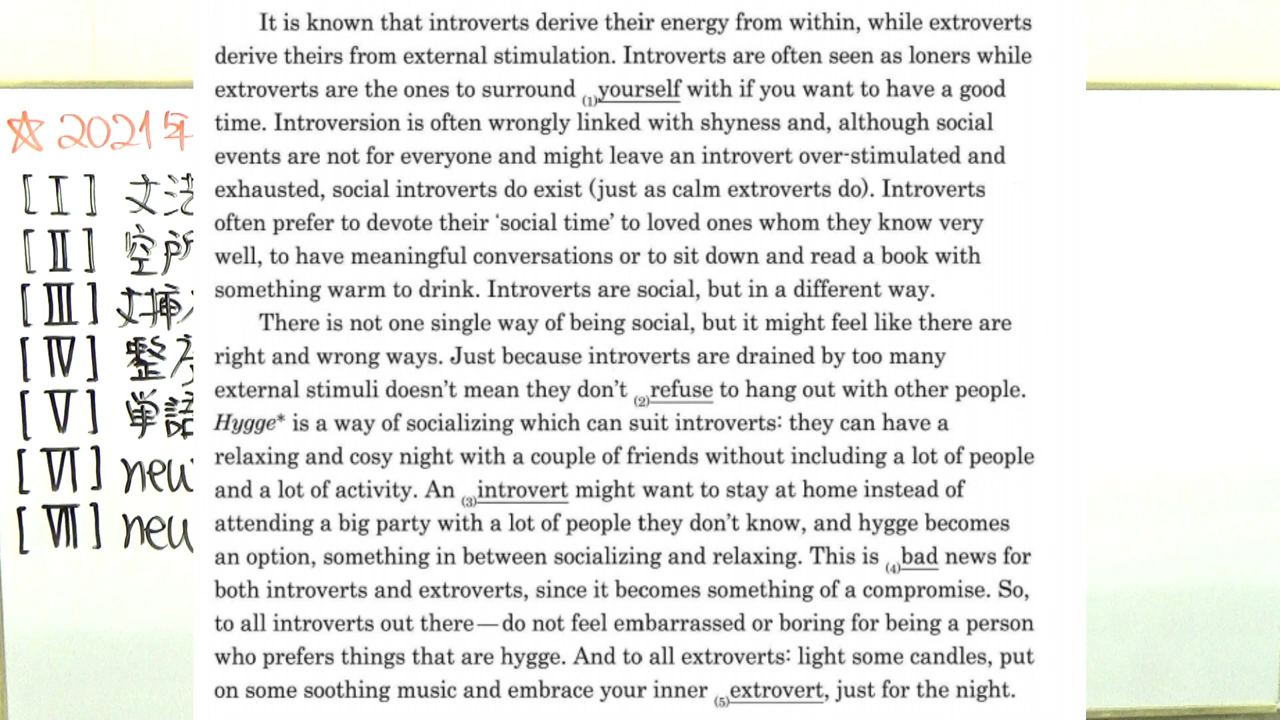 ☆2021年
[I] 文法
[II] 空所
[III] 文挿入
[IV] 整序
[V] 単語
[VI] new
[VII] new
It is known that introverts derive their energy from within, while extroverts
derive theirs from external stimulation. Introverts are often seen as loners while
extroverts are the ones to surround (1)yourself with if you want to have a good
time. Introversion is often wrongly linked with shyness and, although social
events are not for everyone and might leave an introvert over-stimulated and
exhausted, social introverts do exist (just as calm extroverts do). Introverts
often prefer to devote their ‘social time’ to loved ones whom they know very
well, to have meaningful conversations or to sit down and read a book with
something warm to drink. Introverts are social, but in a different way.
There is not one single way of being social, but it might feel like there are
right and wrong ways. Just because introverts are drained by too many
external stimuli doesn’t mean they don’t (2)refuse to hang out with other people.
Hygge* is a way of socializing which can suit introverts: they can have a
relaxing and cosy night with a couple of friends without including a lot of people
and a lot of activity. An (3)introvert might want to stay at home instead of
attending a big party with a lot of people they don’t know, and hygge becomes
an option, something in between socializing and relaxing. This is (4)bad news for
both introverts and extroverts, since it becomes something of a compromise. So,
to all introverts out there—do not feel embarrassed or boring for being a person
who prefers things that are hygge. And to all extroverts: light some candles, put
on some soothing music and embrace your inner (5)extrovert, just for the night.